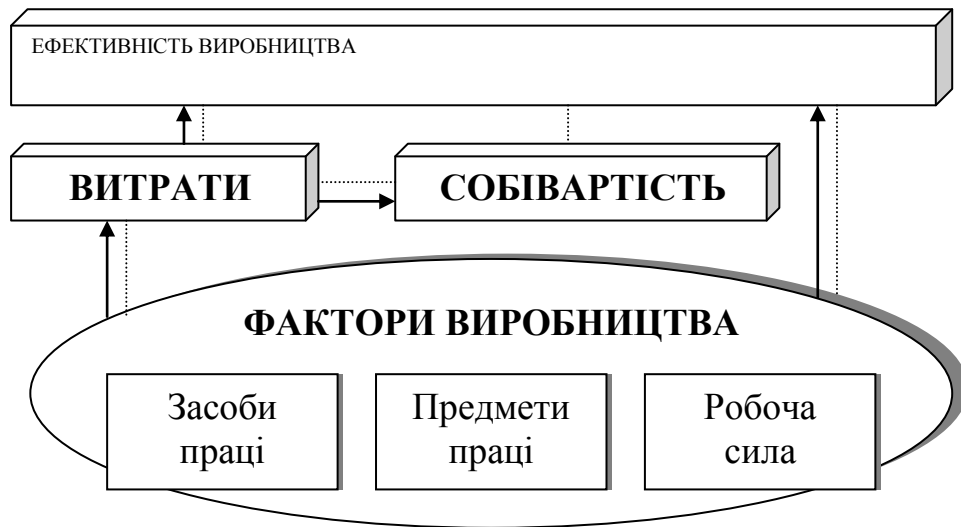 ЕФЕКТИВНІСТЬ ВИРОБНИЦТВА
ВИТРАТИ
СОБІВАРТІСТЬ
ФАКТОРИ ВИРОБНИЦТВА
Засоби
праці
Предмети
праці
Робоча
сила